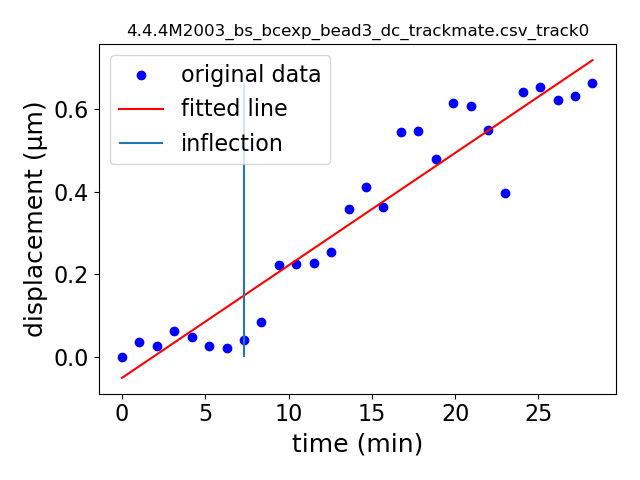 4.4.4M2003_bs_bcexp_bead3_dc_trackmate.csv_track0
original data
fitted line
inflection
displacement (μm)
0.6
0.4
0.2
0.0
0 5 10 15 20 25
time (min)